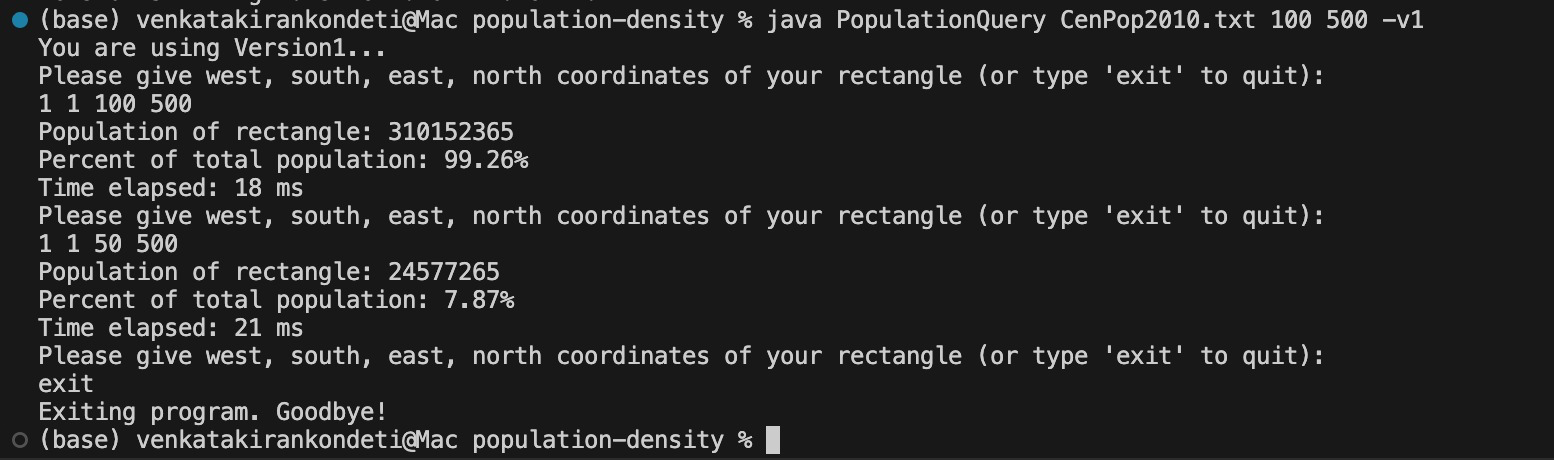 (base) venkatakirankondeti@Mac population-density % java PopulationQuery CenPop2010.txt 100 500 -v1
You are using Version1...
Please give west, south, east, north coordinates of your rectangle (or type 'exit' to quit):
1 1 100 500
Population of rectangle: 310152365
Percent of total population: 99.26%
Time elapsed: 18 ms
Please give west, south, east, north coordinates of your rectangle (or type 'exit' to quit):
1 1 50 500
Population of rectangle: 24577265
Percent of total population: 7.87%
Time elapsed: 21 ms
Please give west, south, east, north coordinates of your rectangle (or type 'exit' to quit):
exit
Exiting program. Goodbye!
(base) venkatakirankondeti@Mac population-density %